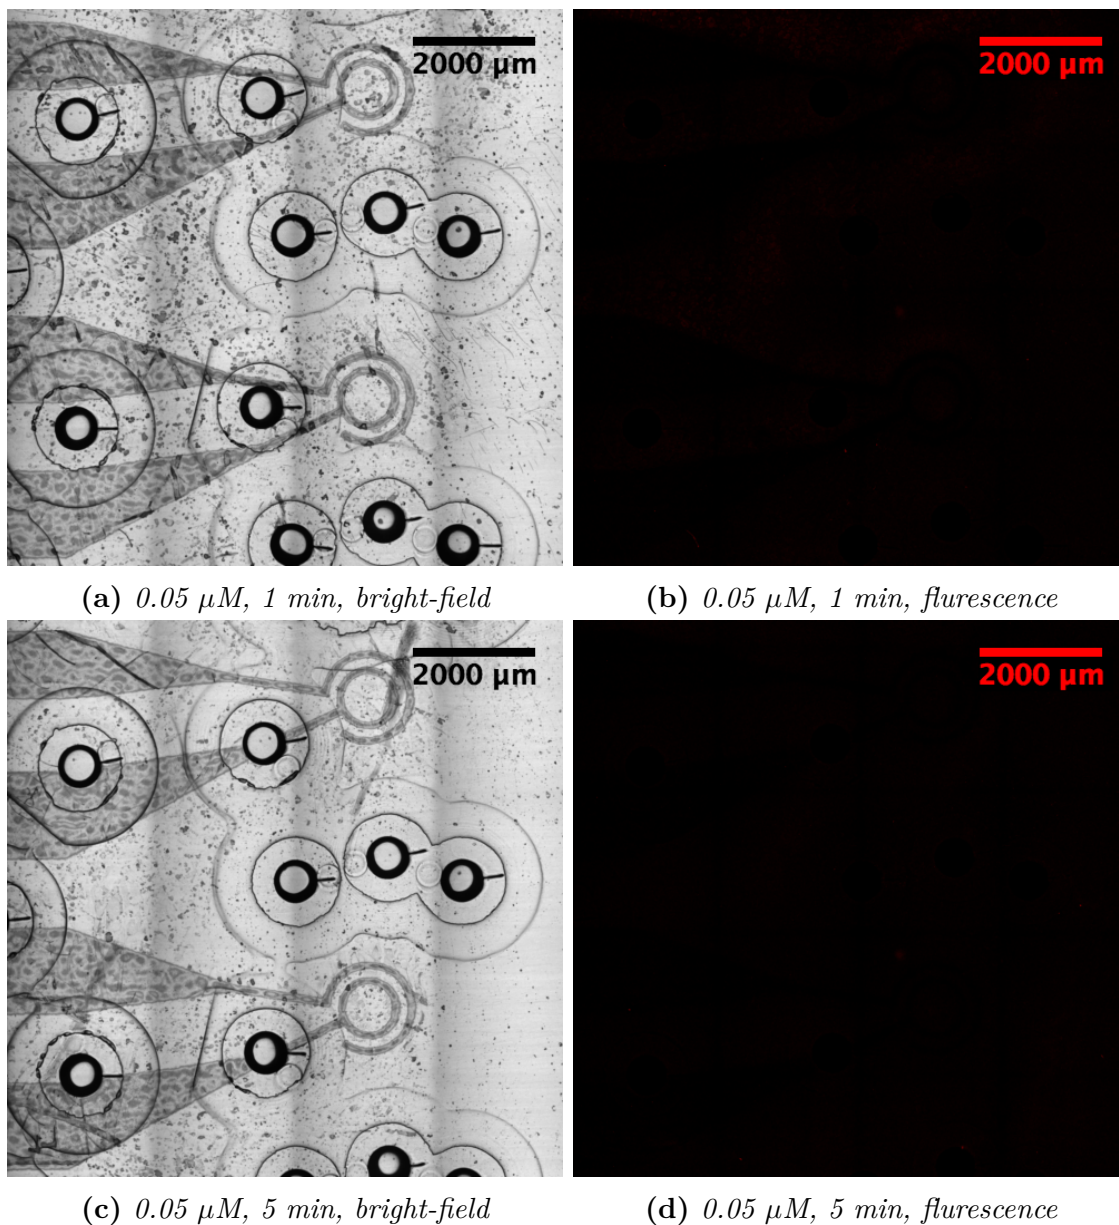 2000 µm
2000 µm
(a) 0.05 µM, 1 min, bright-field
(b) 0.05 µM, 1 min, flurescence
2000 µm
2000 µm
(c) 0.05 µM, 5 min, bright-field
(d) 0.05 µM, 5 min, flurescence